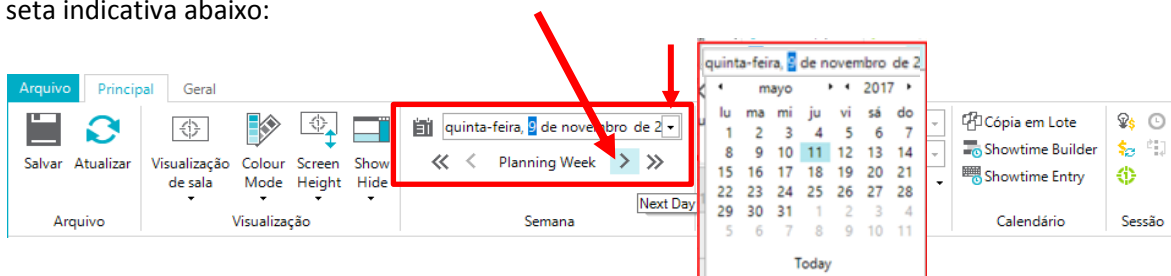 seta indicativa abaixo:
Arquivo Principal Geral
Salvar Atualizar
Visualização de sala
Colour Mode
Screen Height
Show Hide
quinta-feira, 9 de novembro de 2
Planning Week
Next Day
Arquivo Visualização Semana
quinta-feira, 9 de novembro de 2
mayo 2017
lu ma mi ju vi sá do
1 2 3 4 5 6 7
8 9 10 11 12 13 14
15 16 17 18 19 20 21
22 23 24 25 26 27 28
29 30 31 1 2 3 4
5 6 7 8 9 10 11
Today
Cópia em Lote
Showtime Builder
Showtime Entry
Calendário Sessão